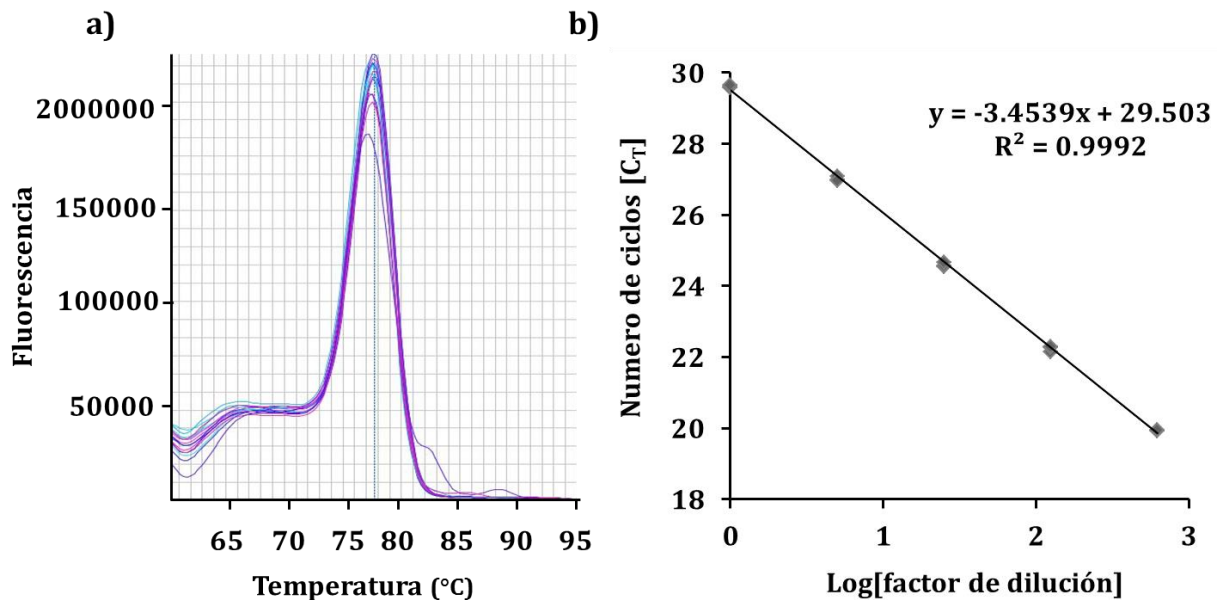 a)
2000000
150000
100000
50000
Fluorescencia
65 70 75 80 85 90 95
Temperatura (°C)
b)
30
28
26
24
22
20
18
Numero de ciclos [C_T]
y = -3.4539x + 29.503
R² = 0.9992
0 1 2 3
Log[factor de dilución]